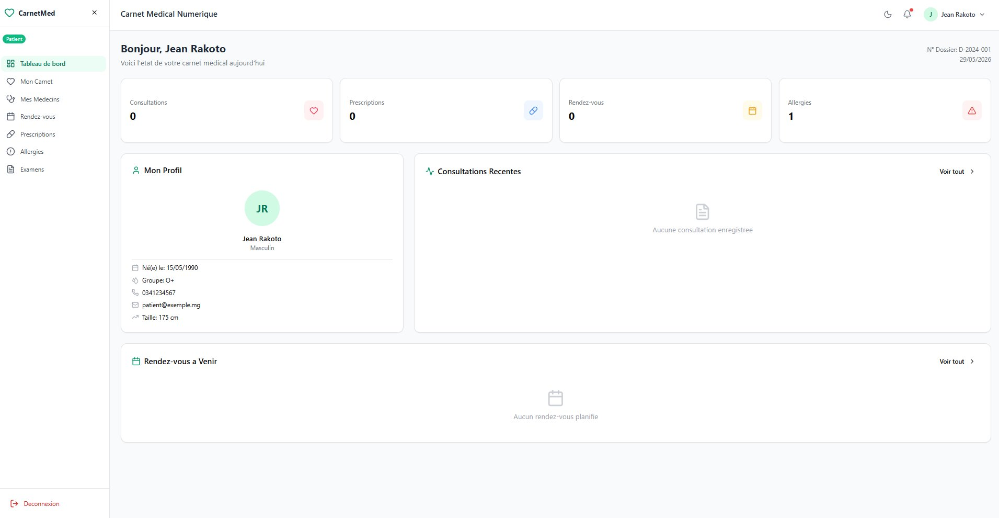 CarnetMed
Carnet Medical Numerique
J
Jean Rakoto
Patient
Tableau de bord
Mon Carnet
Mes Medecins
Rendez-vous
Prescriptions
Allergies
Examens
Deconnexion
Bonjour, Jean Rakoto
Voici l'etat de votre carnet medical aujourd'hui
N° Dossier: D-2024-001
29/05/2026
Consultations
0
Prescriptions
0
Rendez-vous
0
Allergies
1
Mon Profil
JR
Jean Rakoto
Masculin
Né(e) le: 15/05/1990
Groupe: O+
0341234567
patient@exemple.mg
Taille: 175 cm
Consultations Recentes
Voir tout
Aucune consultation enregistree
Rendez-vous a Venir
Voir tout
Aucun rendez-vous planifie